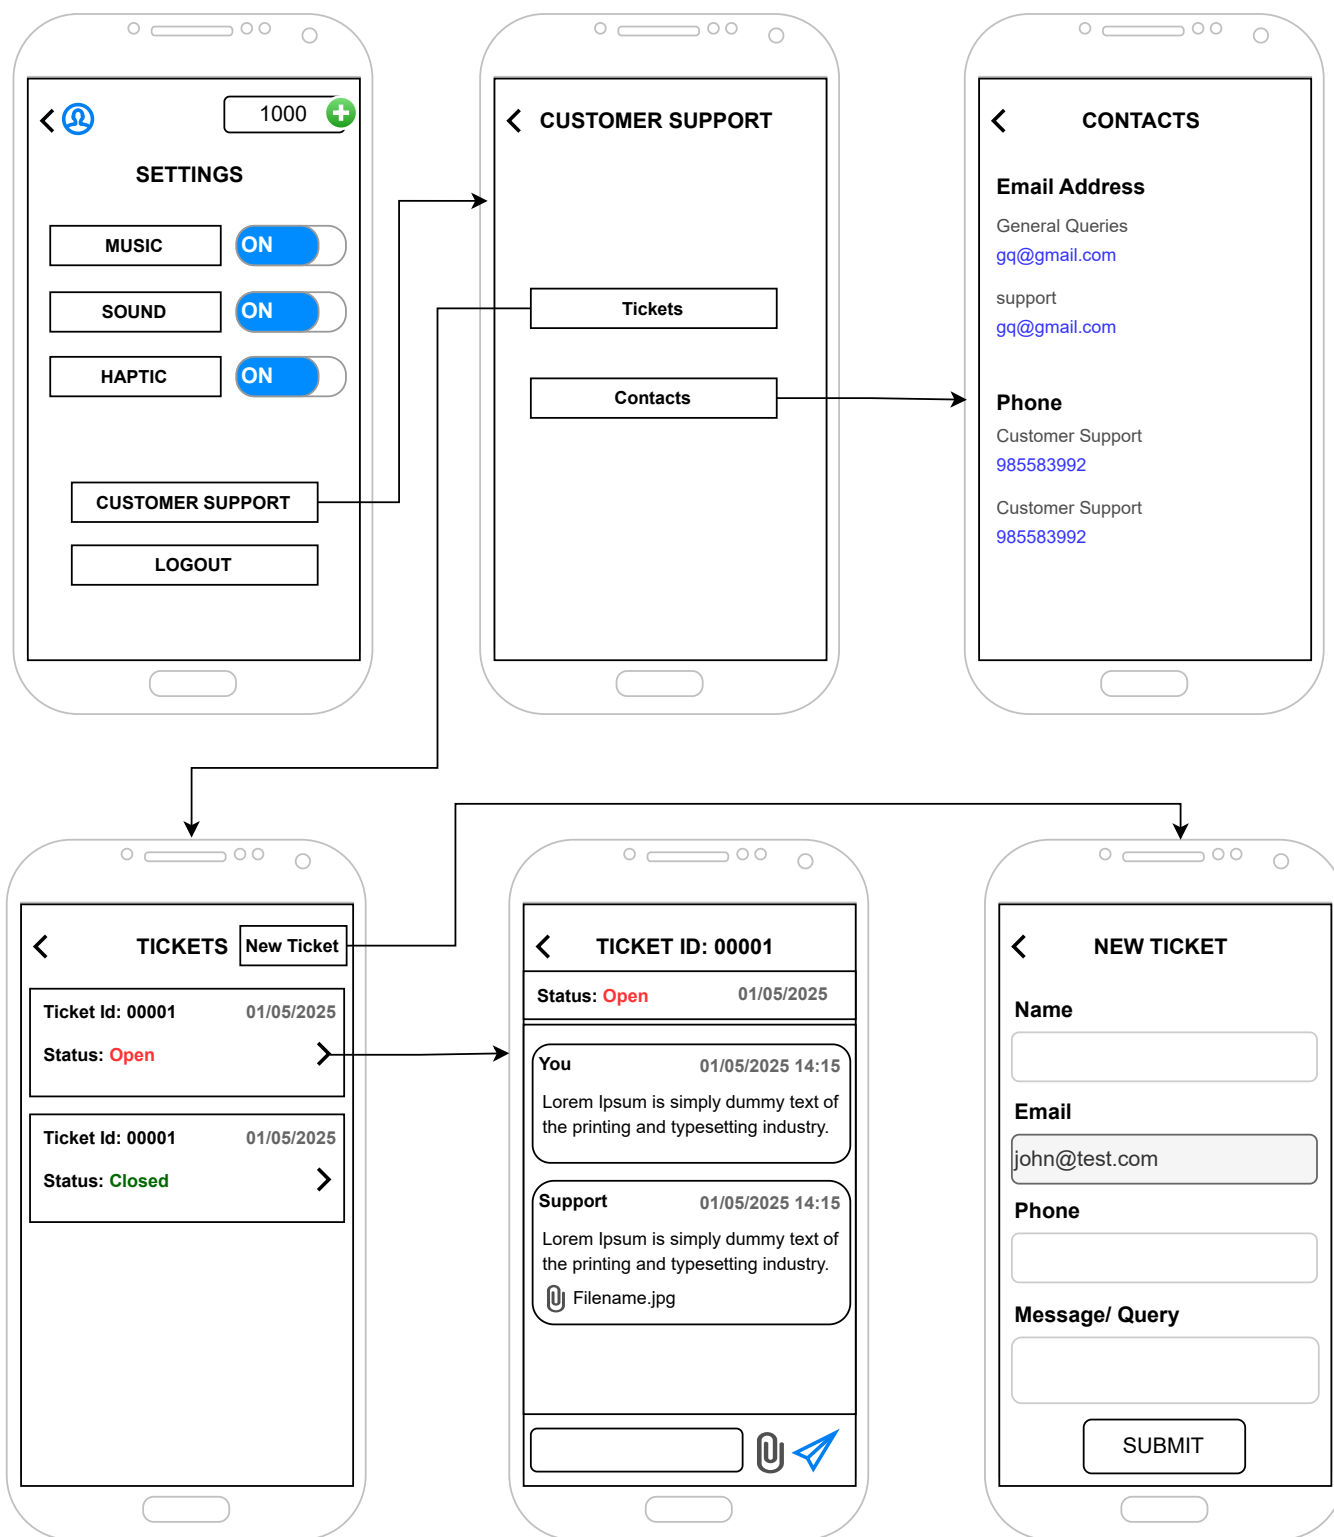 1000
SETTINGS
MUSIC
ON
SOUND
ON
HAPTIC
ON
CUSTOMER SUPPORT
LOGOUT
CUSTOMER SUPPORT
Tickets
Contacts
CONTACTS
Email Address
General Queries
gq@gmail.com
support
gq@gmail.com
Phone
Customer Support
985583992
Customer Support
985583992
TICKETS
New Ticket
Ticket Id: 00001
01/05/2025
Status: Open
Ticket Id: 00001
01/05/2025
Status: Closed
TICKET ID: 00001
Status: Open
01/05/2025
You
01/05/2025 14:15
Lorem Ipsum is simply dummy text of
the printing and typesetting industry.
Support
01/05/2025 14:15
Lorem Ipsum is simply dummy text of
the printing and typesetting industry.
Filename.jpg
NEW TICKET
Name
Email
john@test.com
Phone
Message/ Query
SUBMIT